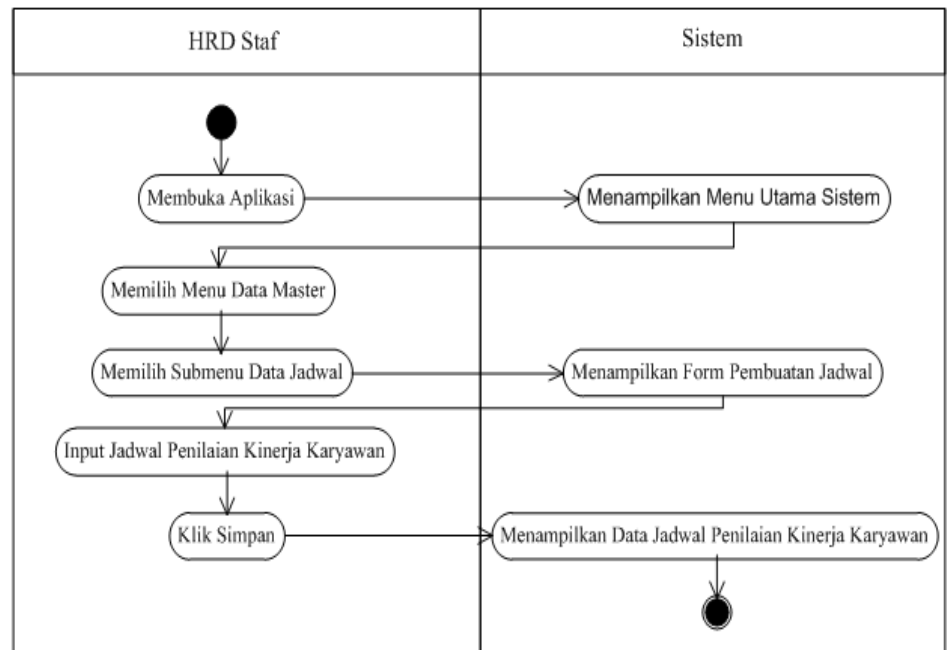 HRD Staf
Sistem
Membuka Aplikasi
Menampilkan Menu Utama Sistem
Memilih Menu Data Master
Memilih Submenu Data Jadwal
Menampilkan Form Pembuatan Jadwal
Input Jadwal Penilaian Kinerja Karyawan
Klik Simpan
Menampilkan Data Jadwal Penilaian Kinerja Karyawan